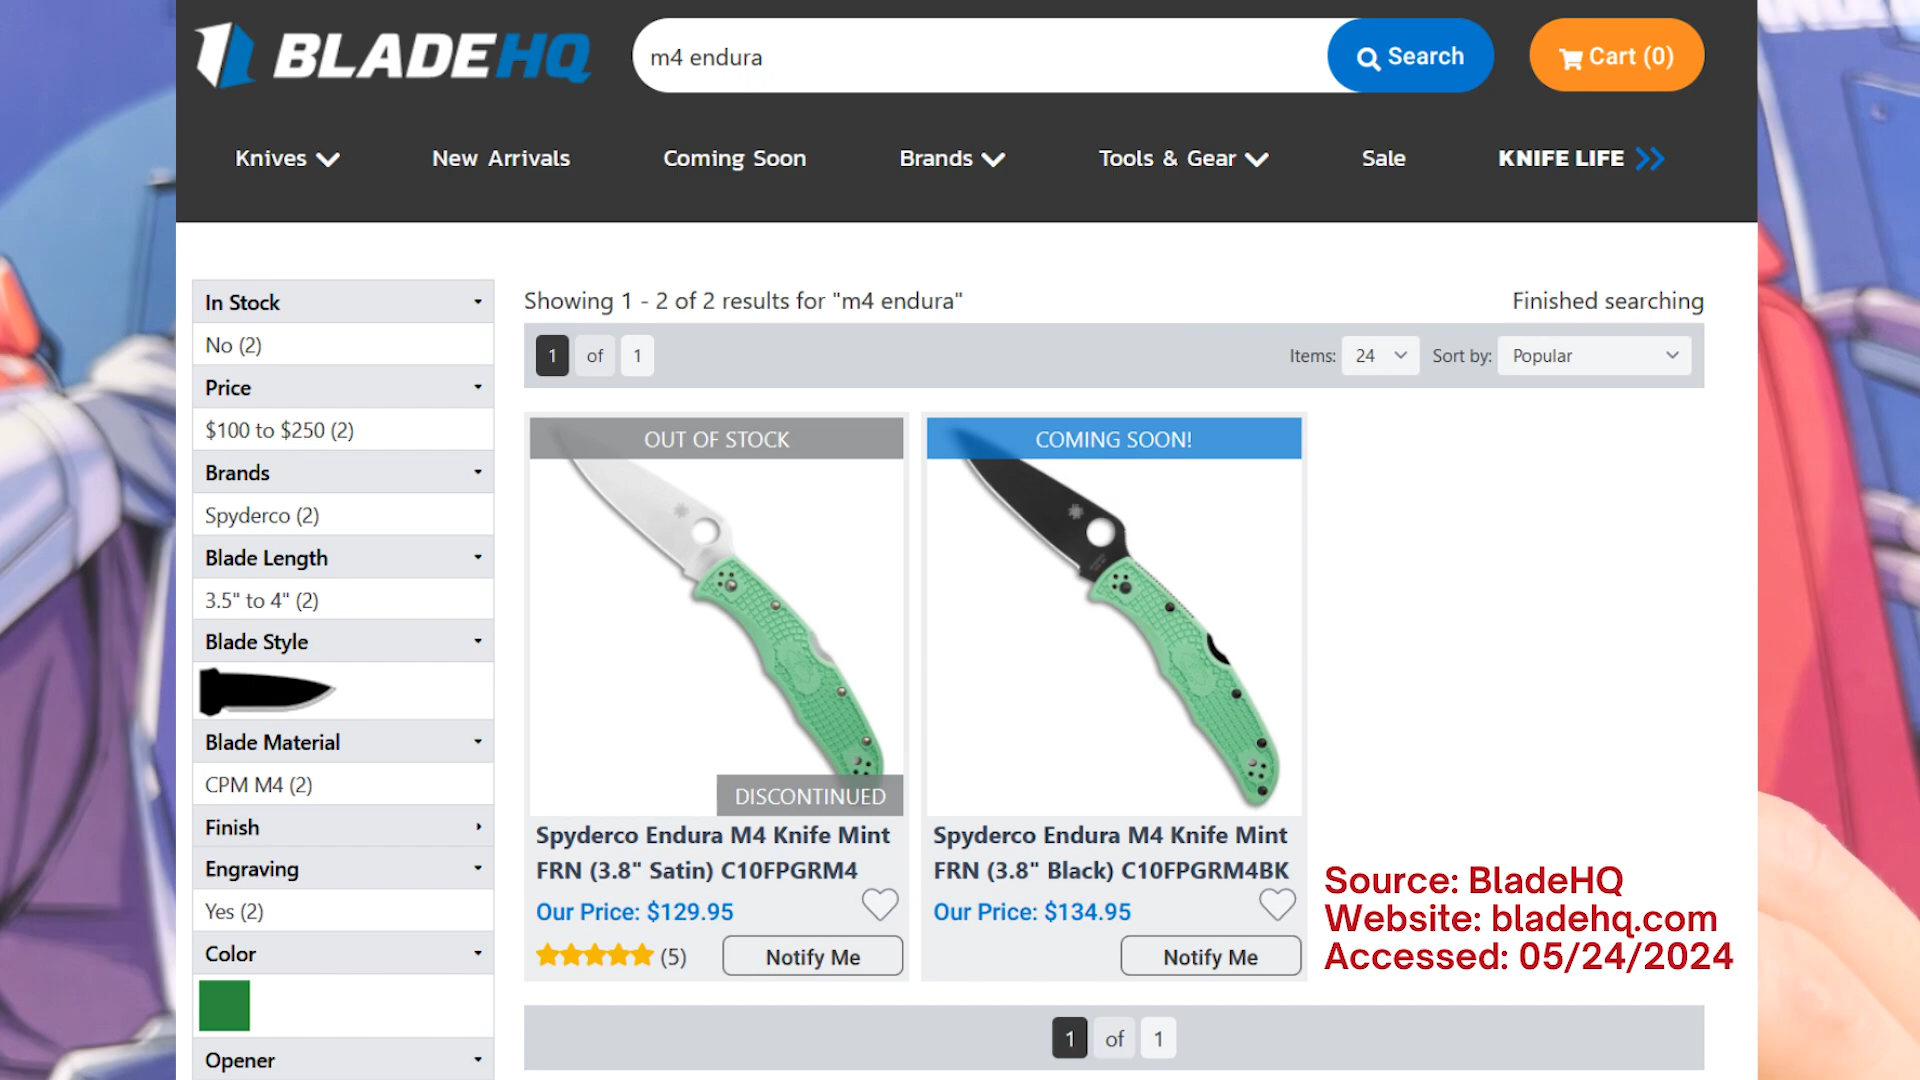 BLADEHQ
m4 endura
Search
Cart (0)
Knives
New Arrivals
Coming Soon
Brands
Tools & Gear
Sale
KNIFE LIFE
In Stock
No (2)
Price
$100 to $250 (2)
Brands
Spyderco (2)
Blade Length
3.5" to 4" (2)
Blade Style
Blade Material
CPM M4 (2)
Finish
Engraving
Yes (2)
Color
Opener
Showing 1 - 2 of 2 results for "m4 endura"
Finished searching
1 of 1
Items: 24
Sort by: Popular
OUT OF STOCK
DISCONTINUED
Spyderco Endura M4 Knife Mint
FRN (3.8" Satin) C10FPGRM4
Our Price: $129.95
(5)
Notify Me
COMING SOON!
Spyderco Endura M4 Knife Mint
FRN (3.8" Black) C10FPGRM4BK
Our Price: $134.95
Notify Me
Source: BladeHQ
Website: bladehq.com
Accessed: 05/24/2024
1 of 1